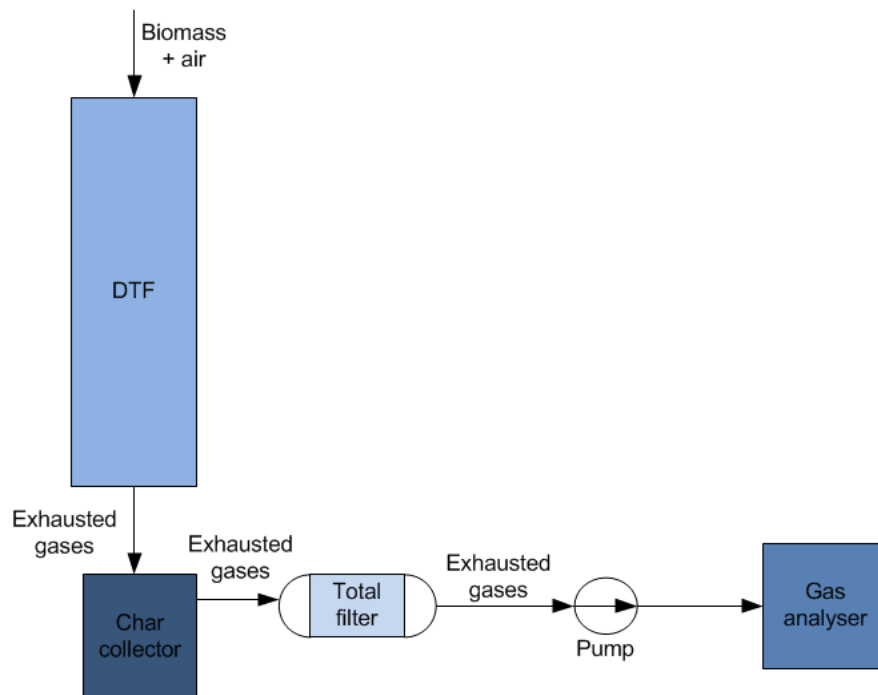 Biomass
+ air
DTF
Exhausted
gases
Exhausted
gases
Char
collector
Total
filter
Exhausted
gases
Pump
Gas
analyser